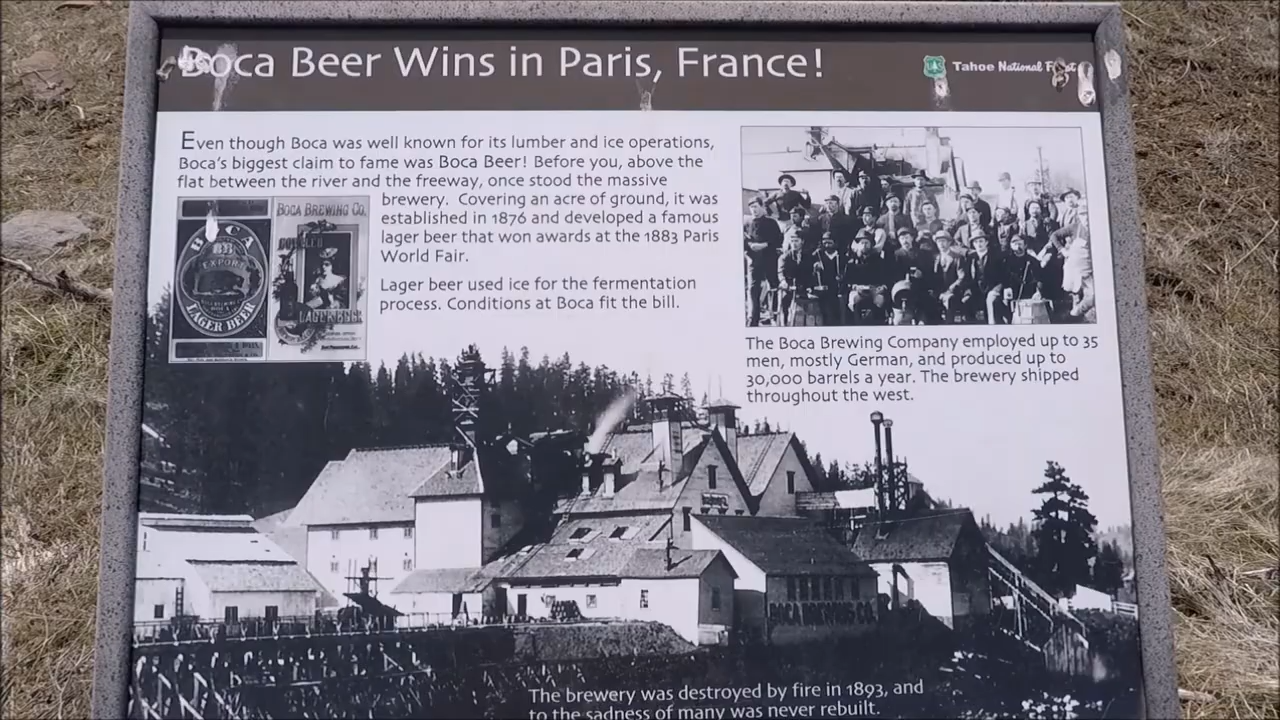 Boca Beer Wins in Paris, France!
Tahoe National Forest
Even though Boca was well known for its lumber and ice operations,
Boca's biggest claim to fame was Boca Beer! Before you, above the
flat between the river and the freeway, once stood the massive
brewery. Covering an acre of ground, it was
established in 1876 and developed a famous
lager beer that won awards at the 1883 Paris
World Fair.
Lager beer used ice for the fermentation
process. Conditions at Boca fit the bill.
BOCA
EXPORT
LAGER BEER
BOCA BREWING CO.
LAGER BEER
The Boca Brewing Company employed up to 35
men, mostly German, and produced up to
30,000 barrels a year. The brewery shipped
throughout the west.
BOCA BREWING CO.
The brewery was destroyed by fire in 1893, and
to the sadness of many was never rebuilt.